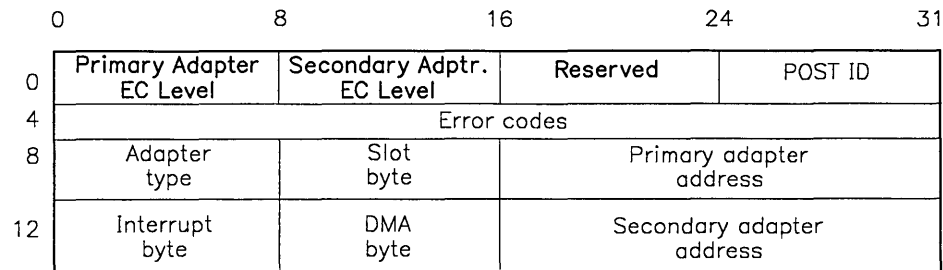 0 8 16 24 31
Primary Adapter Secondary Adptr. Reserved POST ID
0 EC Level EC Level
4 Error codes
8 Adapter Slot Primary adapter
type byte address
12 Interrupt DMA Secondary adapter
byte byte address